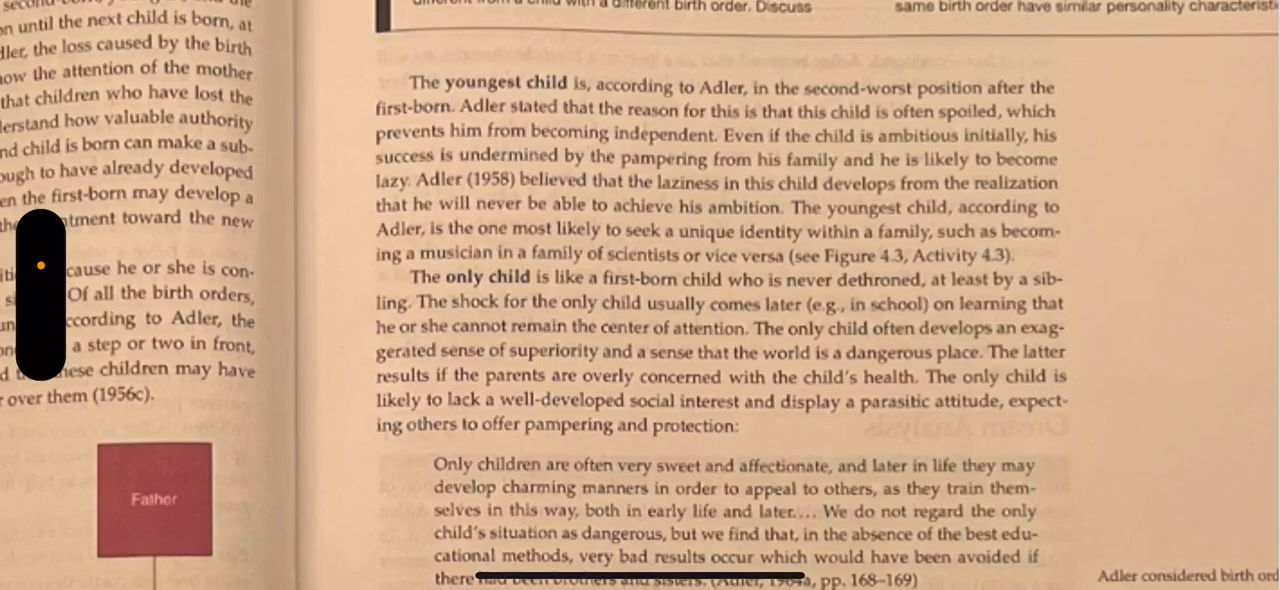 on until the next child is born, at
the loss caused by the birth
the attention of the mother
that children who have lost the
how valuable authority
child is born can make a sub-
to have already developed
the first-born may develop a
toward the new
cause he or she is con-
Of all the birth orders,
according to Adler, the
a step or two in front,
these children may have
over them (1956c).
Father
different from a child with a different birth order. Discuss
same birth order have similar personality
The youngest child is, according to Adler, in the second-worst position after the
first-born. Adler stated that the reason for this is that this child is often spoiled, which
prevents him from becoming independent. Even if the child is ambitious initially, his
success is undermined by the pampering from his family and he is likely to become
lazy. Adler (1958) believed that the laziness in this child develops from the realization
that he will never be able to achieve his ambition. The youngest child, according to
Adler, is the one most likely to seek a unique identity within a family, such as becom-
ing a musician in a family of scientists or vice versa (see Figure 4.3, Activity 4.3).
The only child is like a first-born child who is never dethroned, at least by a sib-
ling. The shock for the only child usually comes later (e.g., in school) on learning that
he or she cannot remain the center of attention. The only child often develops an exag-
gerated sense of superiority and a sense that the world is a dangerous place. The latter
results if the parents are overly concerned with the child's health. The only child is
likely to lack a well-developed social interest and display a parasitic attitude, expect-
ing others to offer pampering and protection:
Only children are often very sweet and affectionate, and later in life they may
develop charming manners in order to appeal to others, as they train them-
selves in this way, both in early life and later.... We do not regard the only
child's situation as dangerous, but we find that, in the absence of the best edu-
cational methods, very bad results occur which would have been avoided if
there had been brothers and sisters. (Adler, 1964a, pp. 168–169)
Adler considered birth